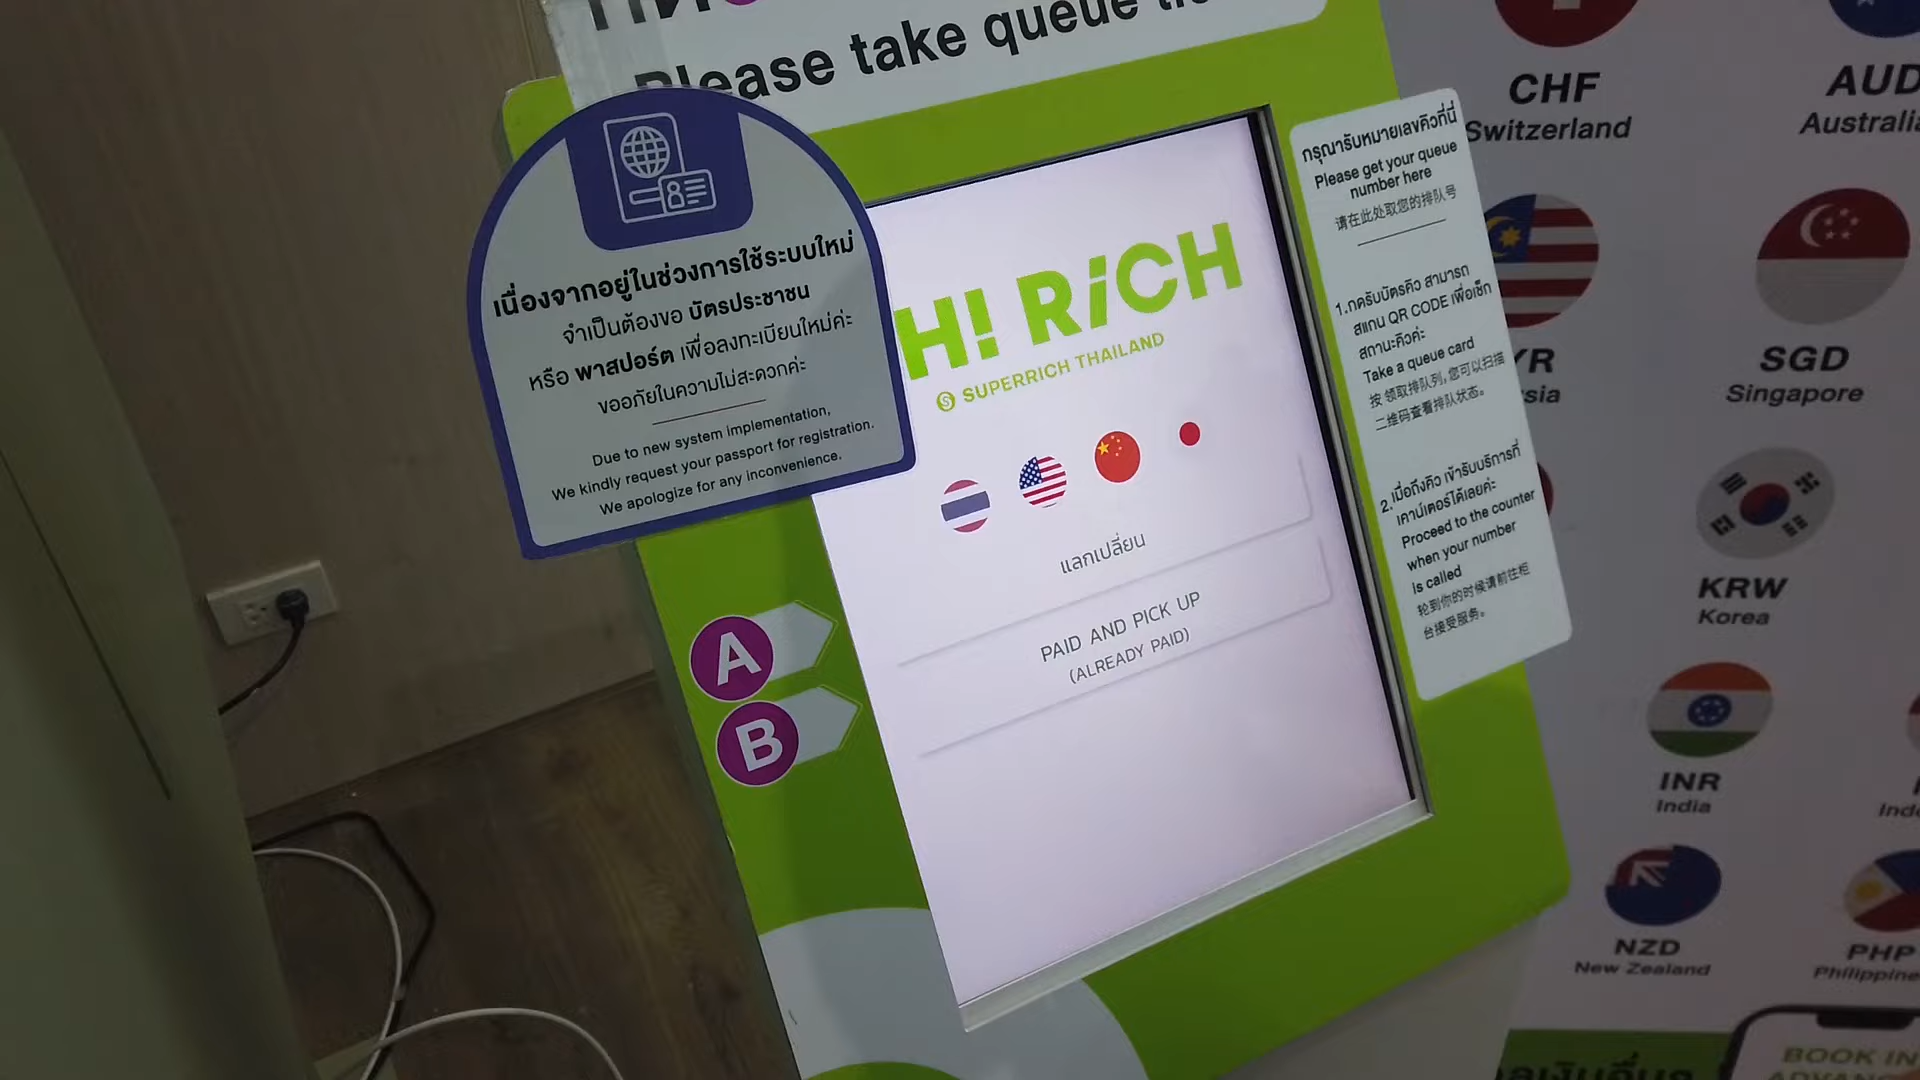 Please take queue
เนื่องจากอยู่ในช่วงการใช้ระบบใหม่
จำเป็นต้องขอ บัตรประชาชน
หรือ พาสปอร์ต เพื่อลงทะเบียนใหม่ค่ะ
ขออภัยในความไม่สะดวกค่ะ
Due to new system implementation,
We kindly request your passport for registration.
We apologize for any inconvenience.
H! RiCH
SUPERRICH THAILAND
แลกเปลี่ยน
PAID AND PICK UP
(ALREADY PAID)
A
B
กรุณารับหมายเลขคิวที่นี่
Please get your queue
number here
请在此处取您的排队号
1.กดรับบัตรคิว สามารถ
สแกน QR CODE เพื่อเช็ก
สถานะคิวค่ะ
Take a queue card
按 领取排队列,您可以扫描
二维码查看排队状态。
2.เมื่อถึงคิว เข้ารับบริการที่
เคาน์เตอร์ได้เลยค่ะ
Proceed to the counter
when your number
is called
轮到你的时候请前往柜
台接受服务。
CHF
Switzerland
AUD
Australia
YR
sia
SGD
Singapore
KRW
Korea
INR
India
NZD
New Zealand
PHP
Philippine
BOOK IN